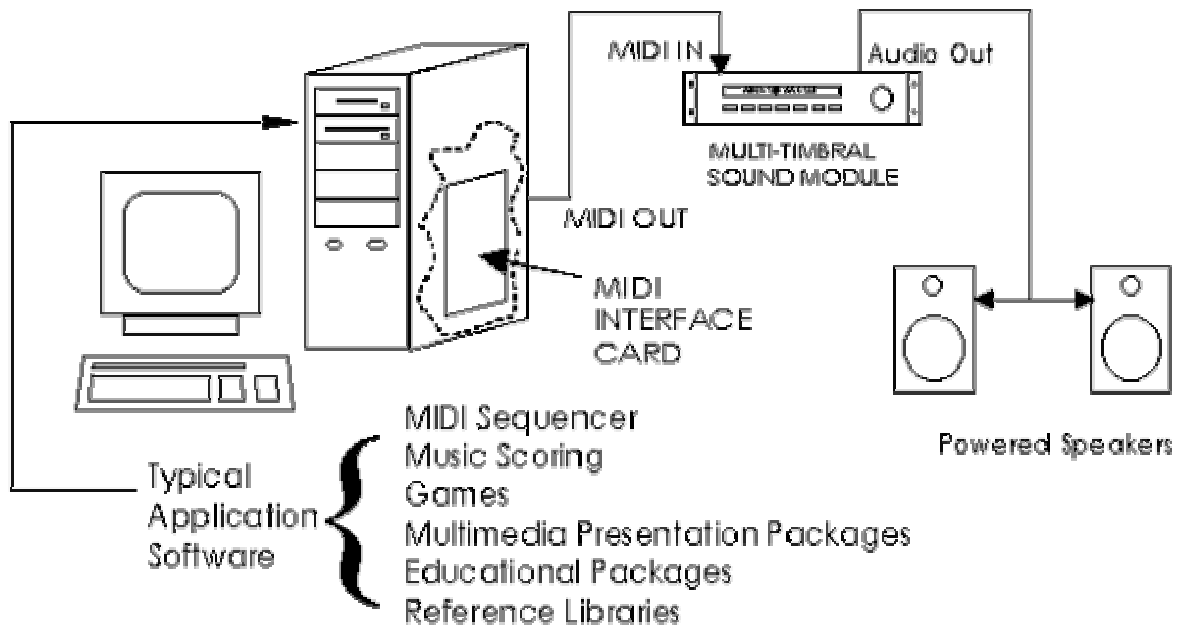 MIDI IN
Audio Out
MULTI-TIMBRAL
SOUND MODULE
MIDI OUT
MIDI
INTERFACE
CARD
Powered Speakers
Typical
Application
Software
MIDI Sequencer
Music Scoring
Games
Multimedia Presentation Packages
Educational Packages
Reference Libraries